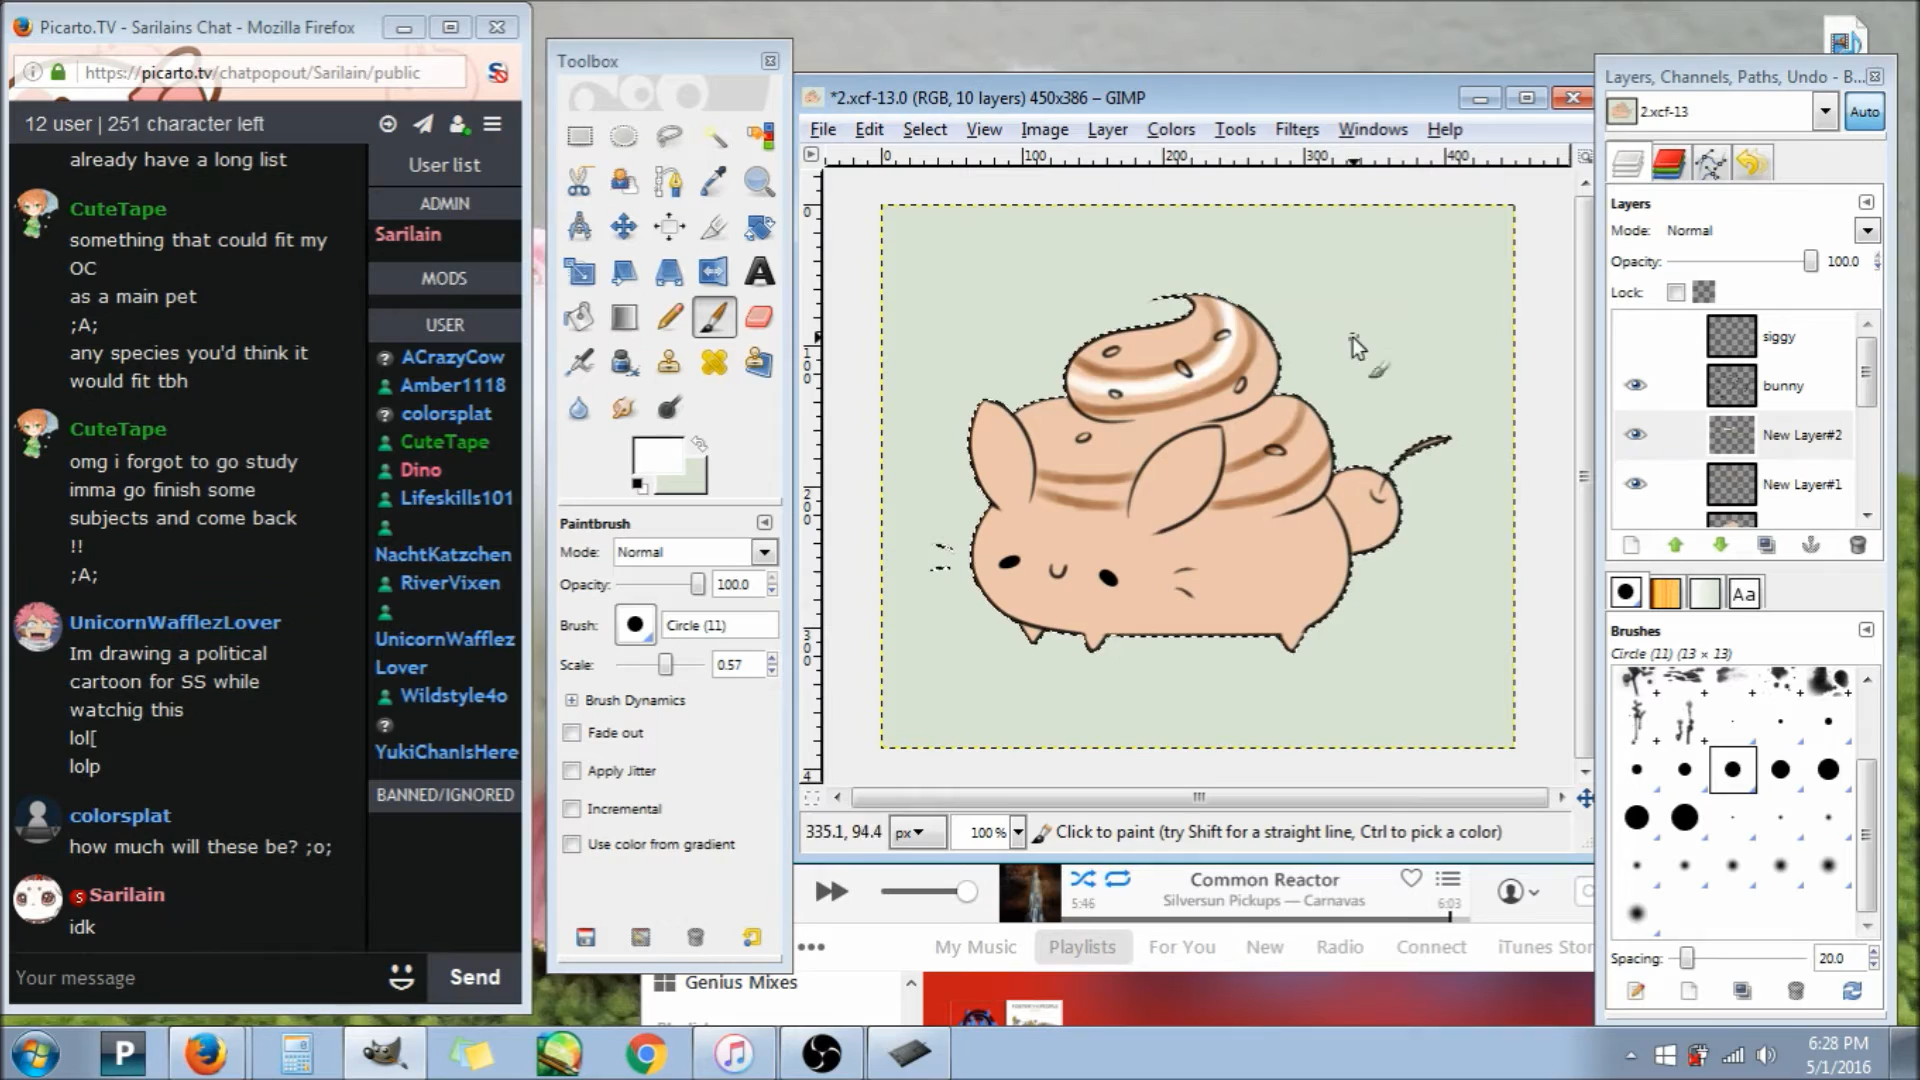 Picarto.TV - Sarilains Chat - Mozilla Firefox
https://picarto.tv/chatpopout/Sarilain/public
12 user | 251 character left
already have a long list
CuteTape
something that could fit my
OC
as a main pet
;A;
any species you'd think it
would fit tbh
CuteTape
omg i forgot to go study
imma go finish some
subjects and come back
!!
;A;
UnicornWafflezLover
Im drawing a political
cartoon for SS while
watchig this
lol[
lolp
colorsplat
how much will these be? ;o;
Sarilain
idk
Your message
Send
User list
ADMIN
Sarilain
MODS
USER
ACrazyCow
Amber1118
colorsplat
CuteTape
Dino
Lifeskills101
NachtKatzchen
RiverVixen
UnicornWafflez
Lover
Wildstyle4o
YukiChanIsHere
BANNED/IGNORED
Toolbox
Paintbrush
Mode: Normal
Opacity: 100.0
Brush: Circle (11)
Scale: 0.57
Brush Dynamics
Fade out
Apply Jitter
Incremental
Use color from gradient
*2.xcf-13.0 (RGB, 10 layers) 450x386 – GIMP
File Edit Select View Image Layer Colors Tools Filters Windows Help
0 100 200 300 400
0
100
200
300
4
335.1, 94.4 px 100 % Click to paint (try Shift for a straight line, Ctrl to pick a color)
Common Reactor
Silversun Pickups — Carnavas
5:46
6:03
My Music Playlists For You New Radio Connect iTunes Stor
Genius Mixes
Layers, Channels, Paths, Undo - B...
2.xcf-13
Auto
Layers
Mode: Normal
Opacity: 100.0
Lock:
siggy
bunny
New Layer#2
New Layer#1
Aa
Brushes
Circle (11) (13 × 13)
Spacing: 20.0
P
6:28 PM
5/1/2016